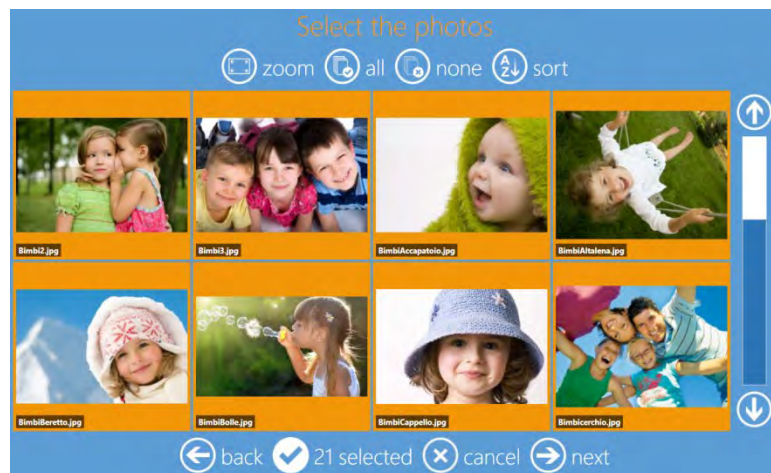 Select the photos
zoom all none sort
Bimbi2.jpg Bimbi3.jpg BimbiAccapatoio.jpg BimbiAltalena.jpg
BimbiBeretto.jpg BimbiBolle.jpg BimbiCappello.jpg Bimbicerchio.jpg
back 21 selected cancel next